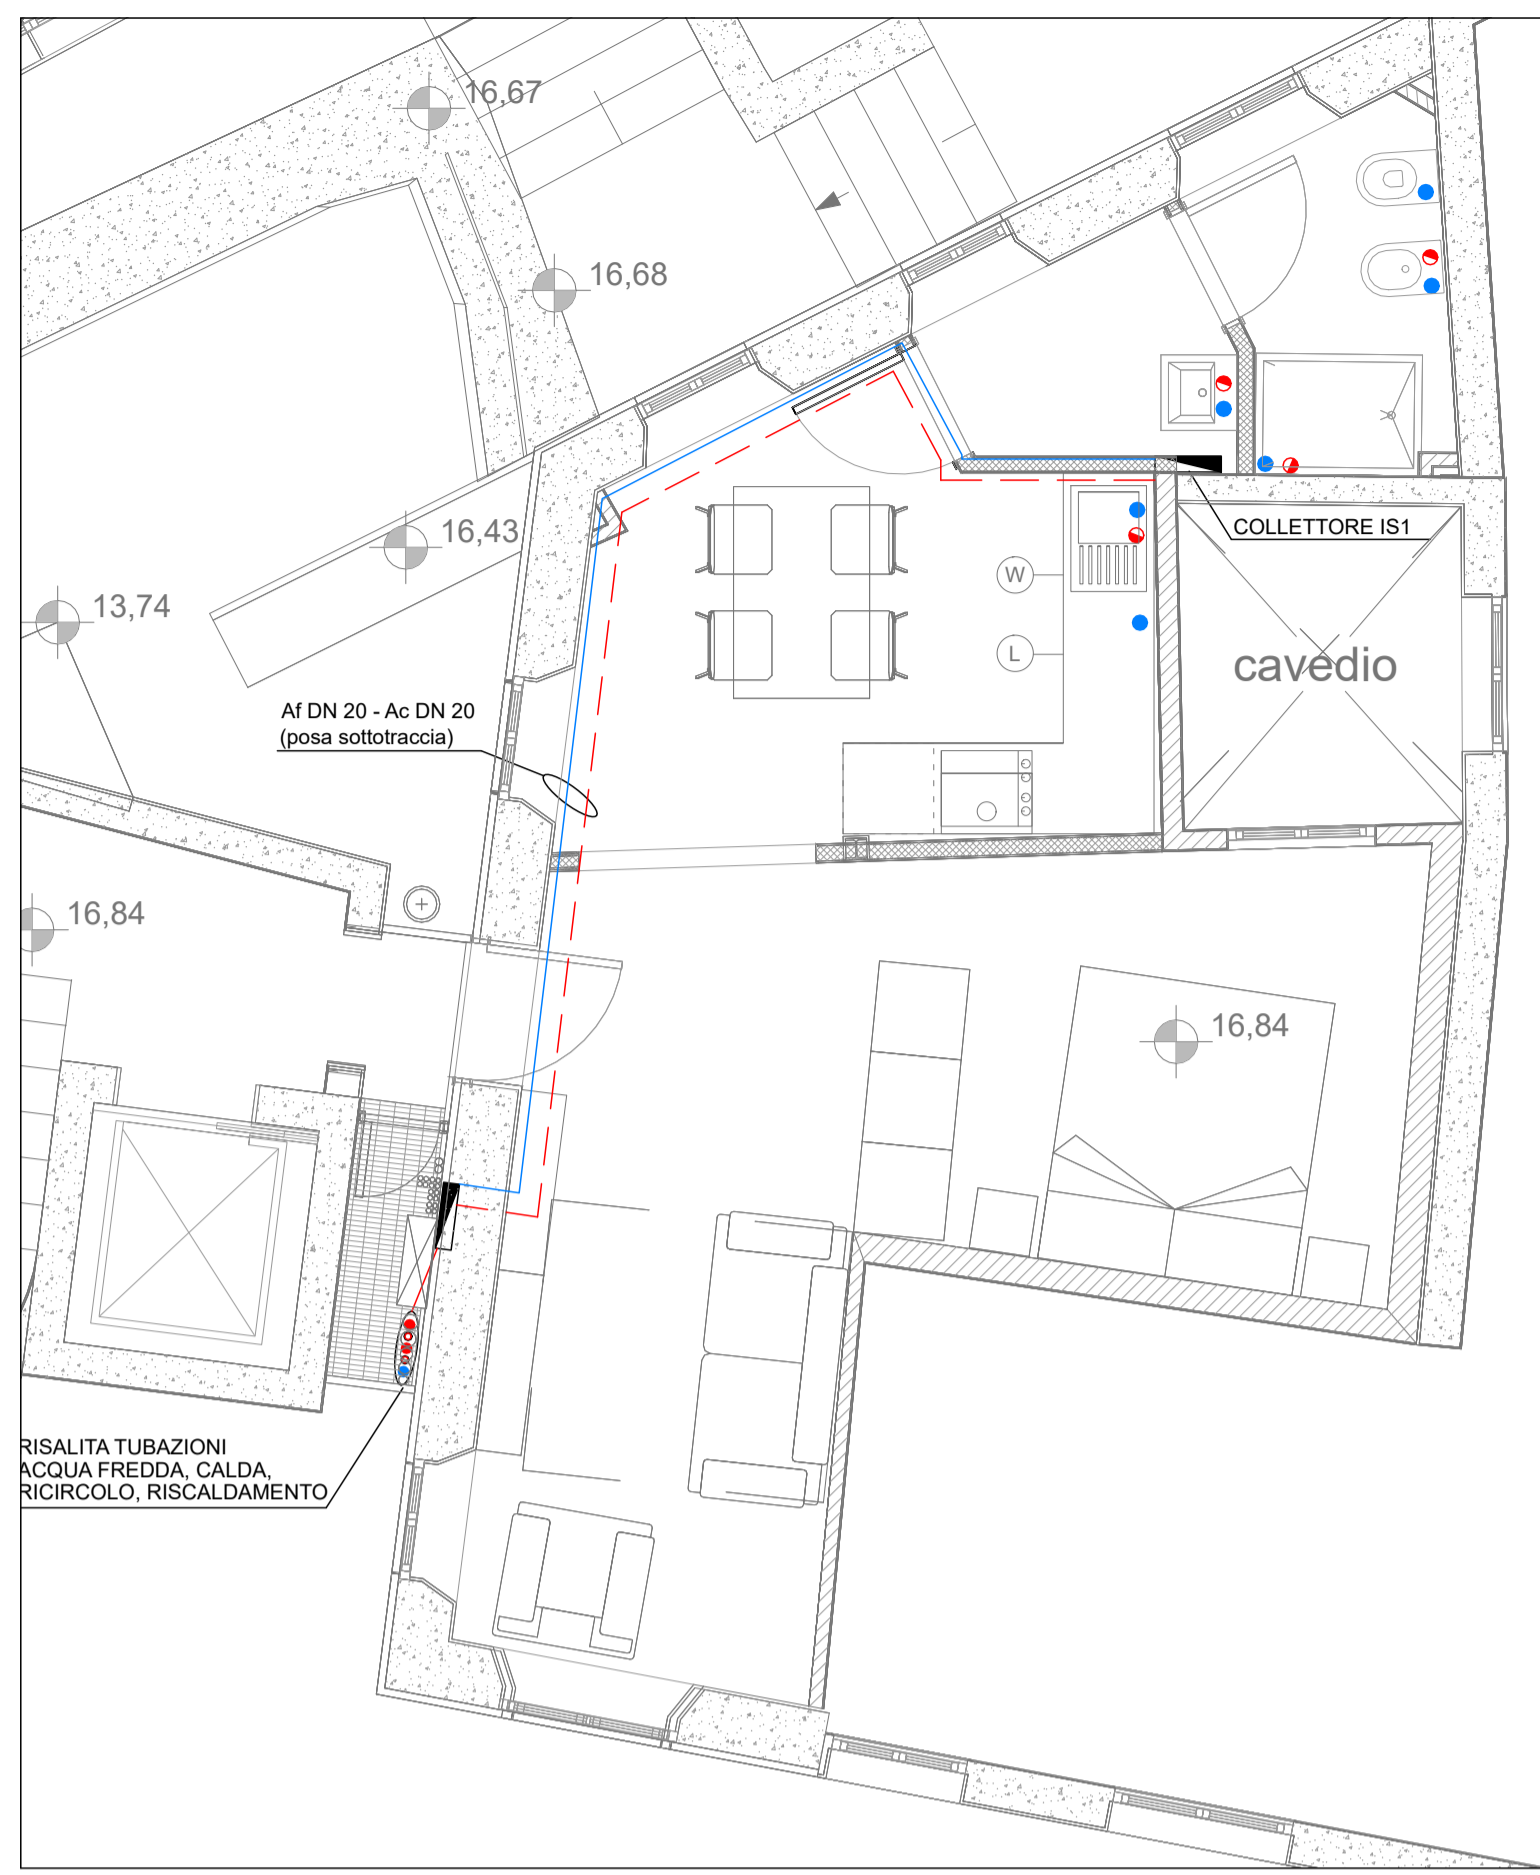 16,67
16,68
16,43
COLLETTORE IS1
W
13,74
L
cavedio
Af DN 20 - Ac DN 20
(posa sottotraccia)
16,84
16,84
RISALITA TUBAZIONI
ACQUA FREDDA, CALDA,
RICIRCOLO, RISCALDAMENTO